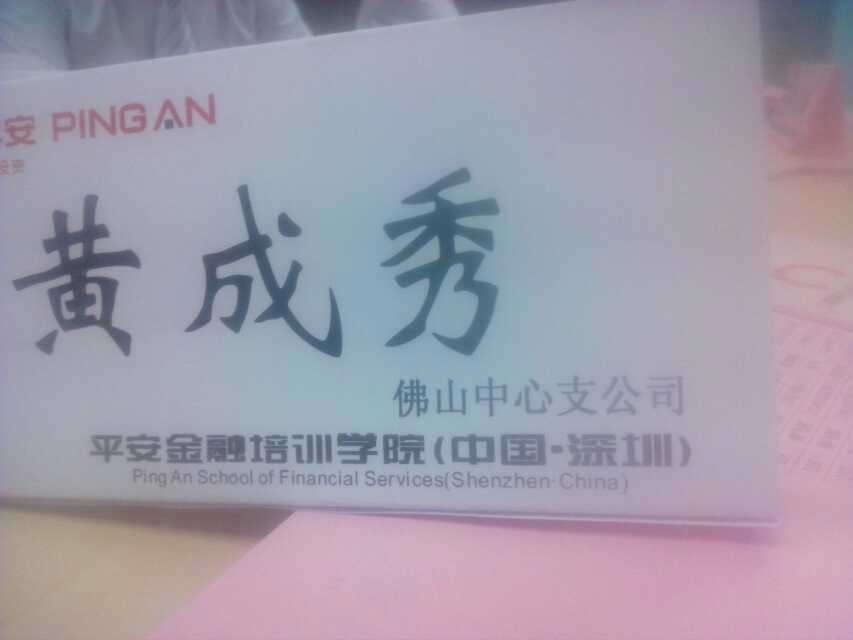 安 PINGAN
黄成秀
佛山中心支公司
平安金融培训学院(中国·深圳)
Ping An School of Financial Services(Shenzhen·China)